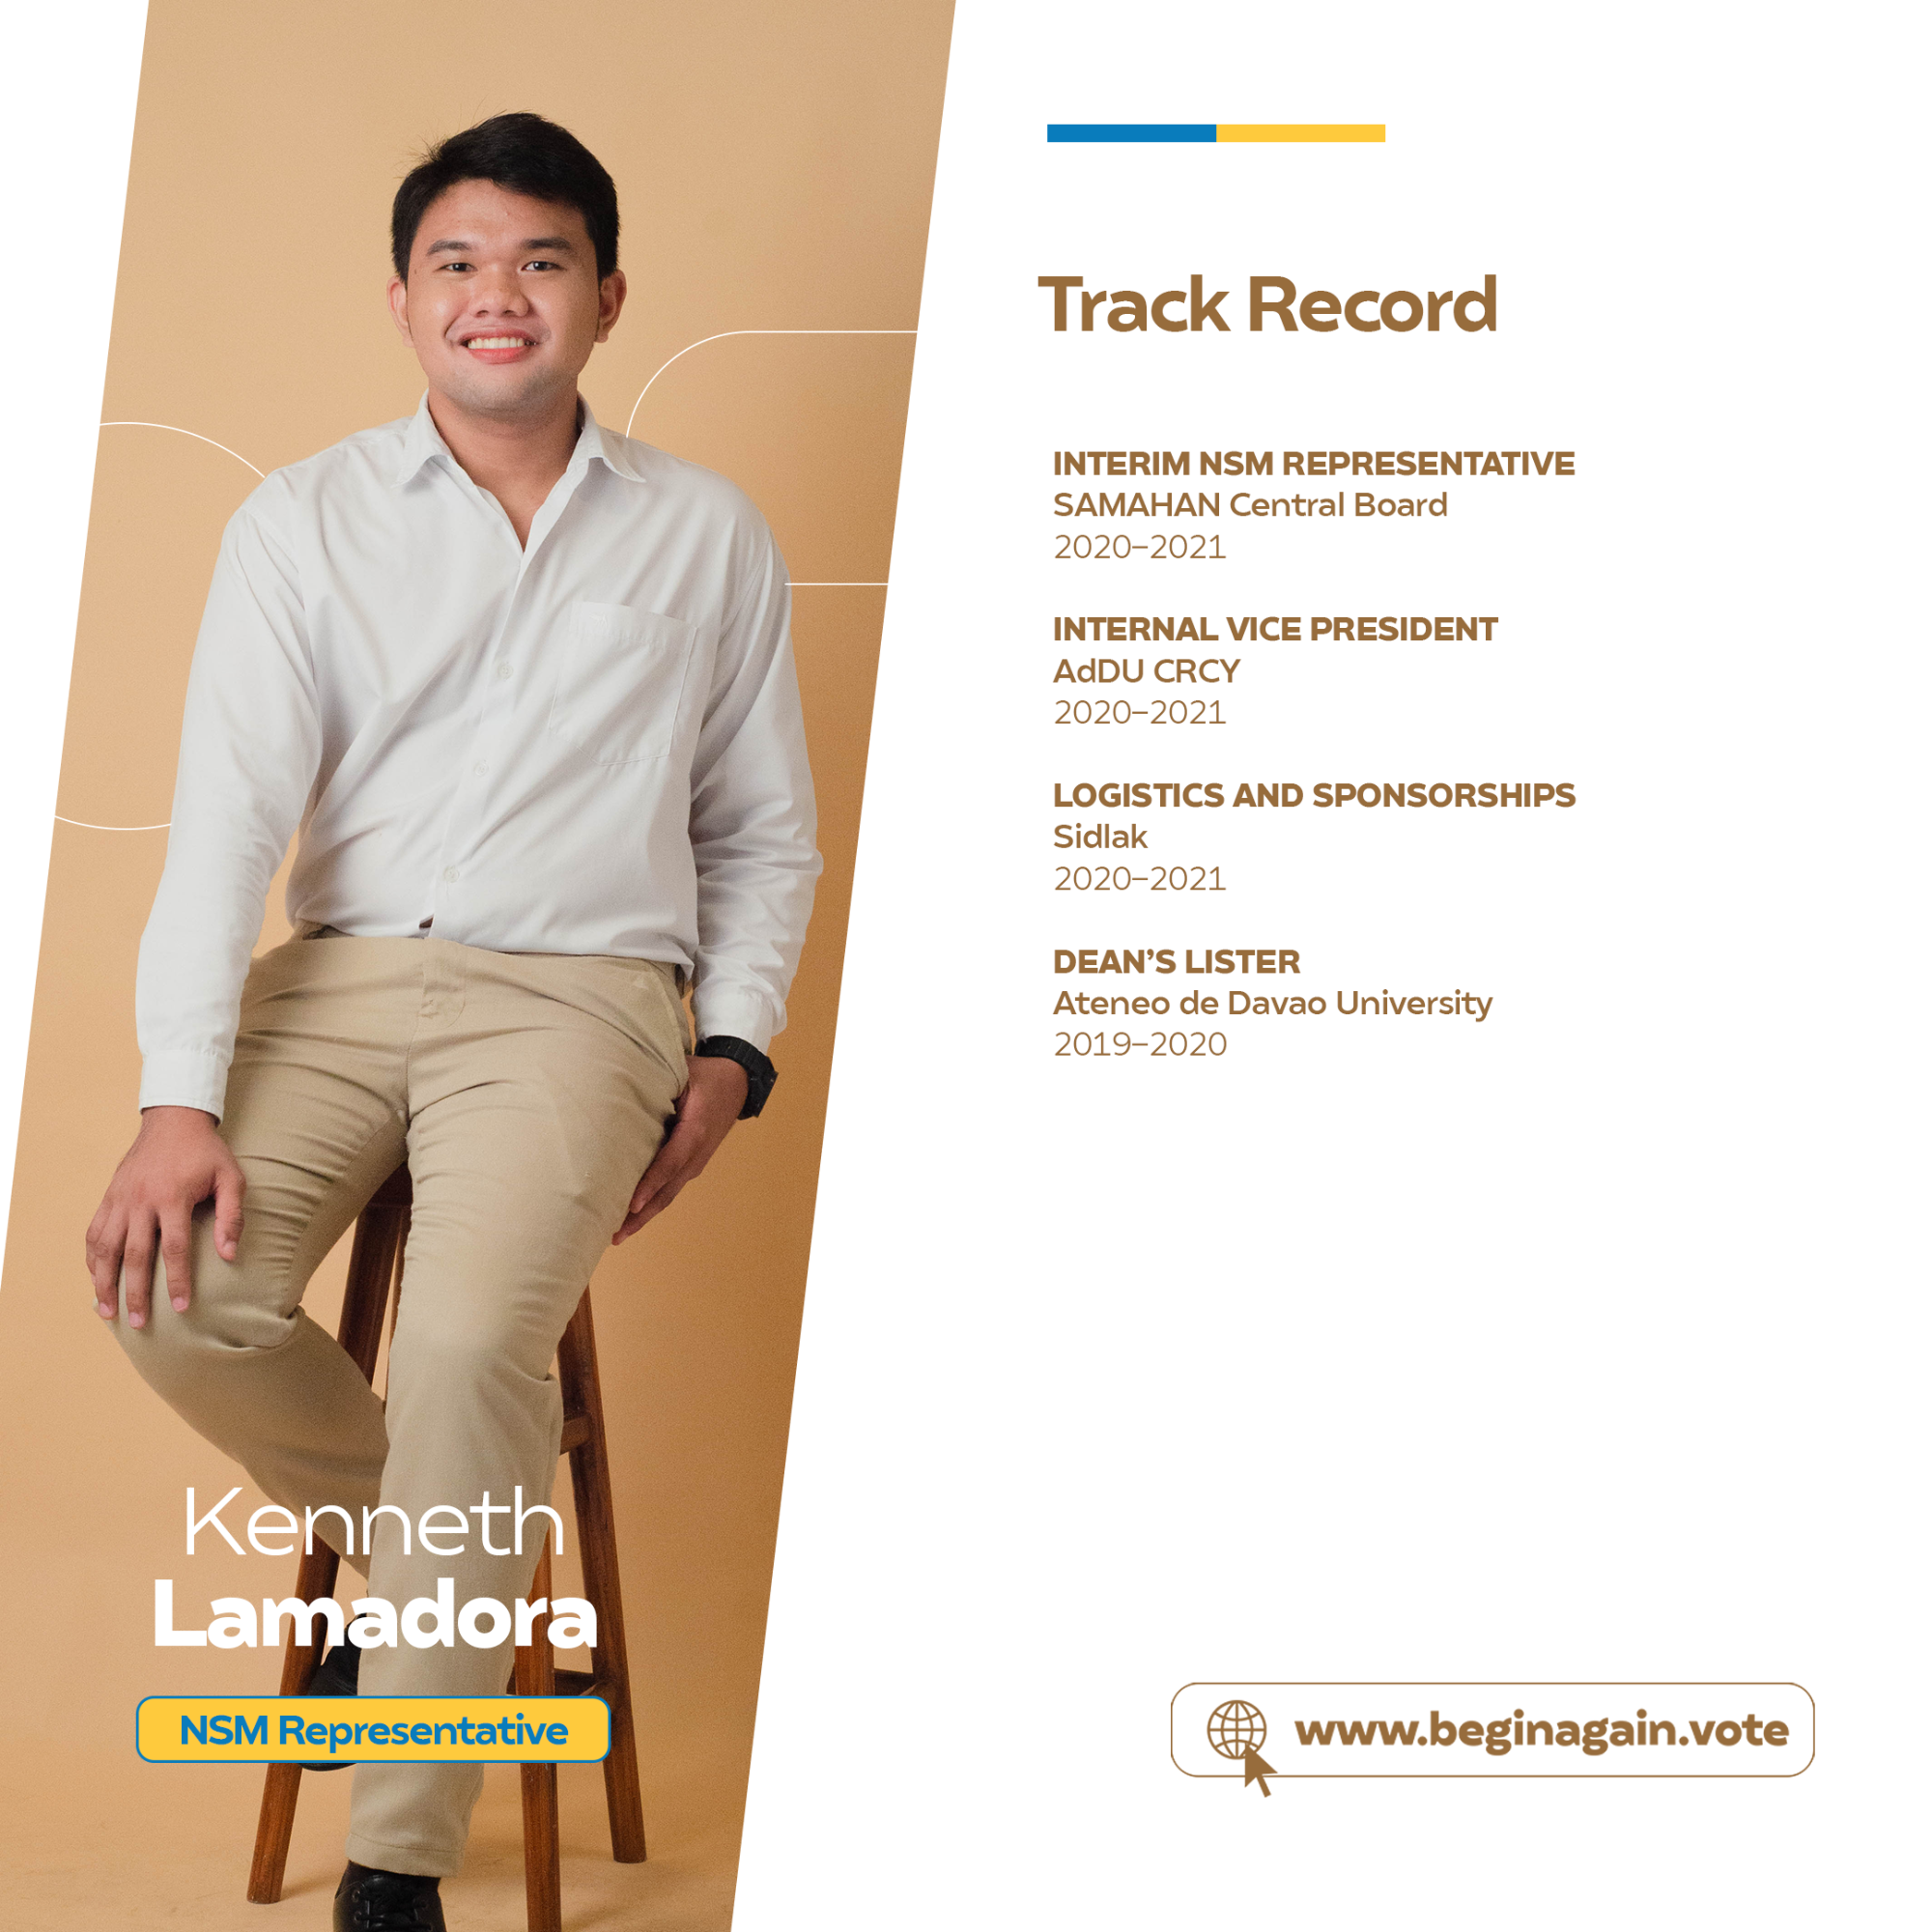 Track Record
INTERIM NSM REPRESENTATIVE
SAMAHAN Central Board
2020–2021
INTERNAL VICE PRESIDENT
AdDU CRCY
2020–2021
LOGISTICS AND SPONSORSHIPS
Sidlak
2020–2021
DEAN’S LISTER
Ateneo de Davao University
2019–2020
Kenneth
Lamadora
NSM Representative
www.beginagain.vote